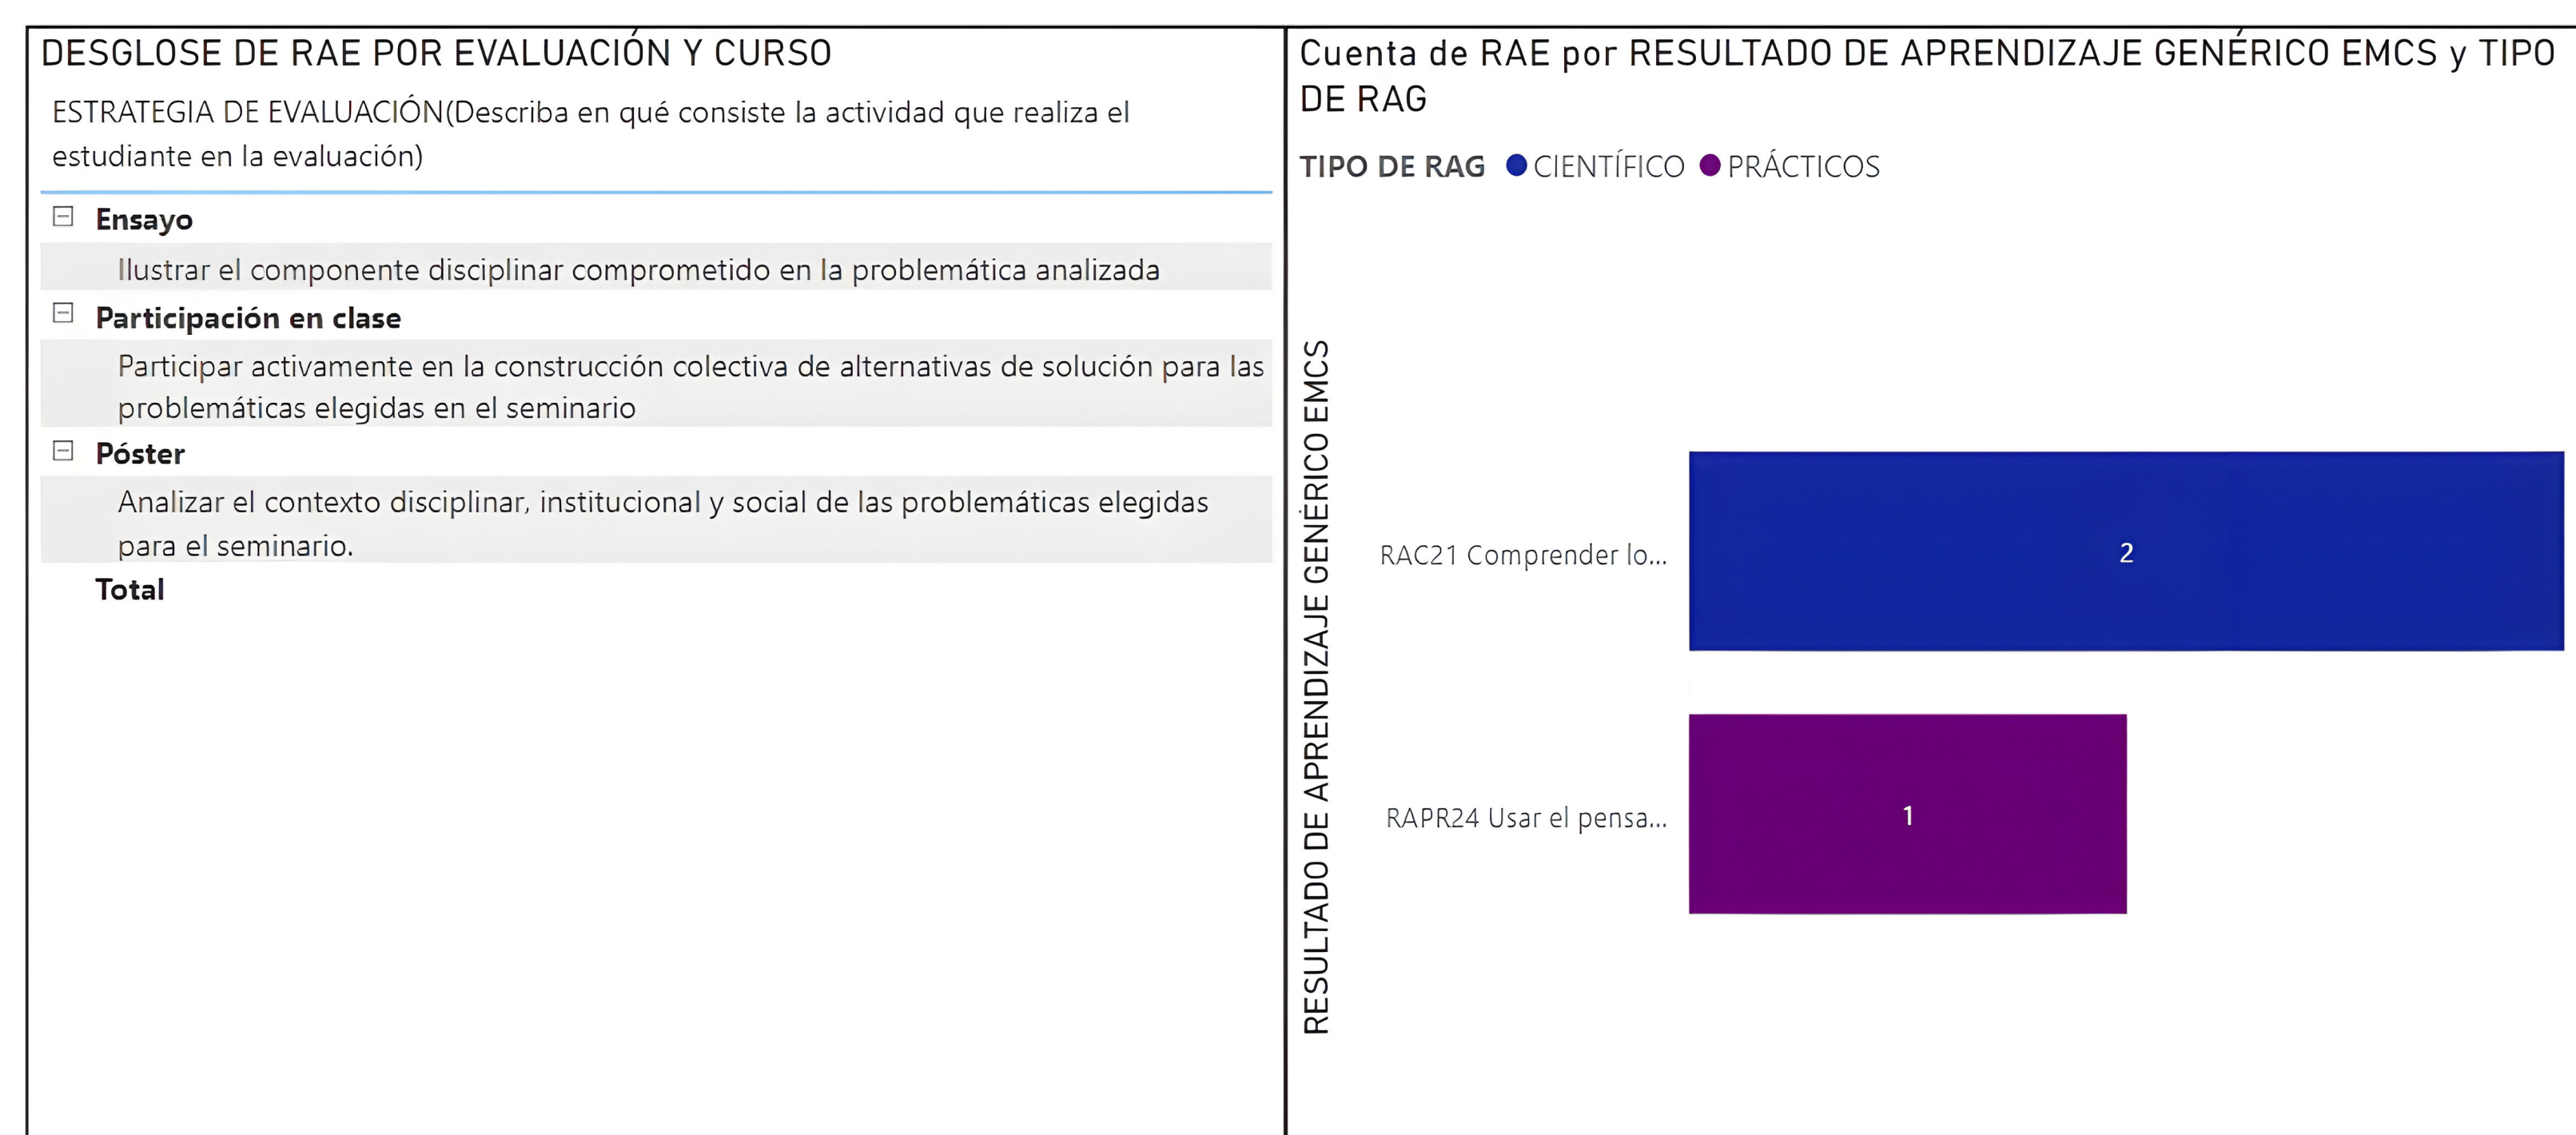 DESGLOSE DE RAE POR EVALUACIÓN Y CURSO
ESTRATEGIA DE EVALUACIÓN(Describa en qué consiste la actividad que realiza el
estudiante en la evaluación)
Ensayo
Ilustrar el componente disciplinar comprometido en la problemática analizada
Participación en clase
Participar activamente en la construcción colectiva de alternativas de solución para las
problemáticas elegidas en el seminario
Póster
Analizar el contexto disciplinar, institucional y social de las problemáticas elegidas
para el seminario.
Total
Cuenta de RAE por RESULTADO DE APRENDIZAJE GENÉRICO EMCS y TIPO
DE RAG
TIPO DE RAG CIENTÍFICO PRÁCTICOS
RESULTADO DE APRENDIZAJE GENÉRICO EMCS
RAC21 Comprender lo...
2
RAPR24 Usar el pensa...
1